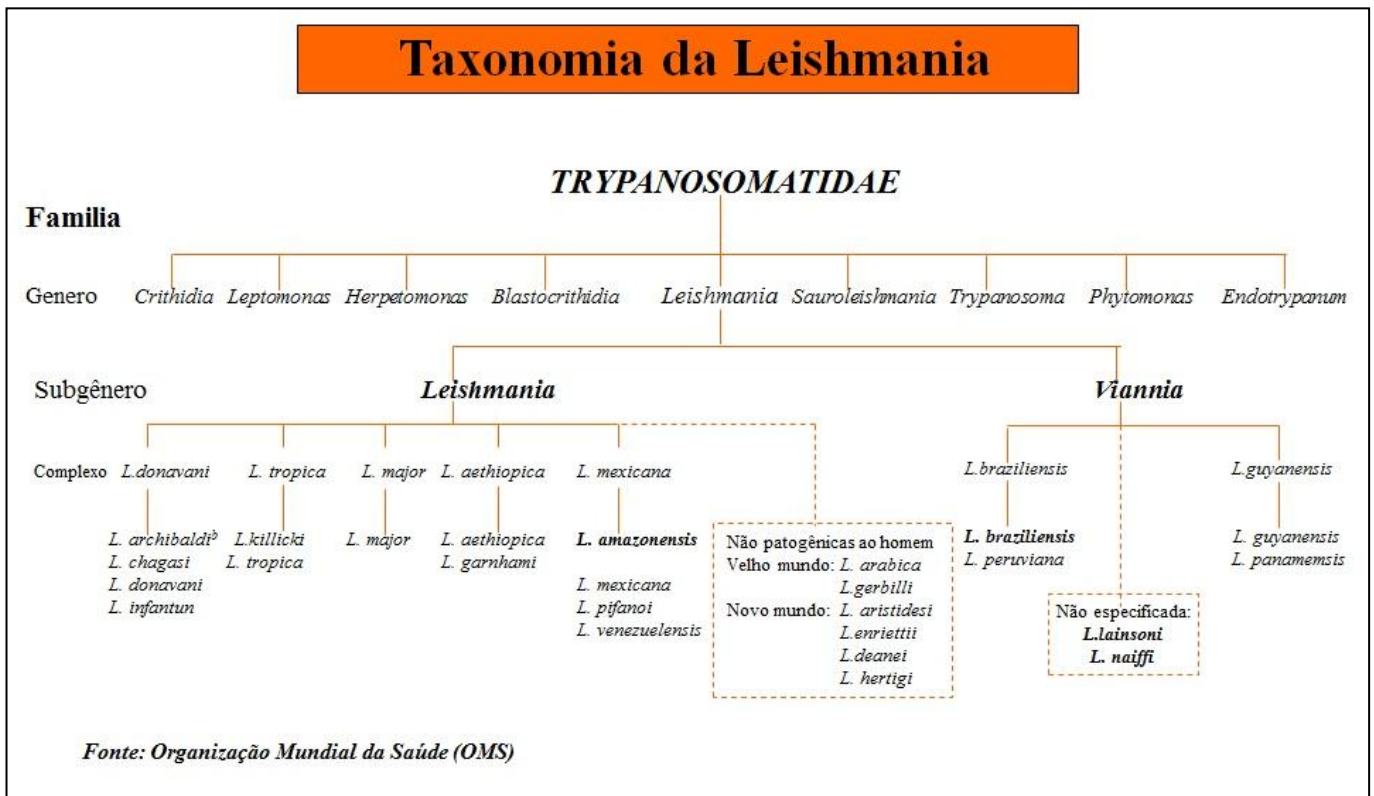 Taxonomia da Leishmania
TRYPANOSOMATIDAE
Familia
Genero Crithidia Leptomonas Herpetomonas Blastocrithidia Leishmania Sauroleishmania Trypanosoma Phytomonas Endotrypanum
Subgênero Leishmania Viannia
Complexo L.donavani L. tropica L. major L. aethiopica L. mexicana L.braziliensis L.guyanensis
L. archibaldiᵇ
L. chagasi
L. donavani
L. infantun
L.killicki
L. tropica
L. major
L. aethiopica
L. garnhami
L. amazonensis
L. mexicana
L. pifanoi
L. venezuelensis
Não patogênicas ao homem
Velho mundo: L. arabica
L.gerbilli
Novo mundo: L. aristidesi
L.enriettii
L.deanei
L. hertigi
L. braziliensis
L. peruviana
Não especificada:
L.lainsoni
L. naiffi
L. guyanensis
L. panamemsis
Fonte: Organização Mundial da Saúde (OMS)